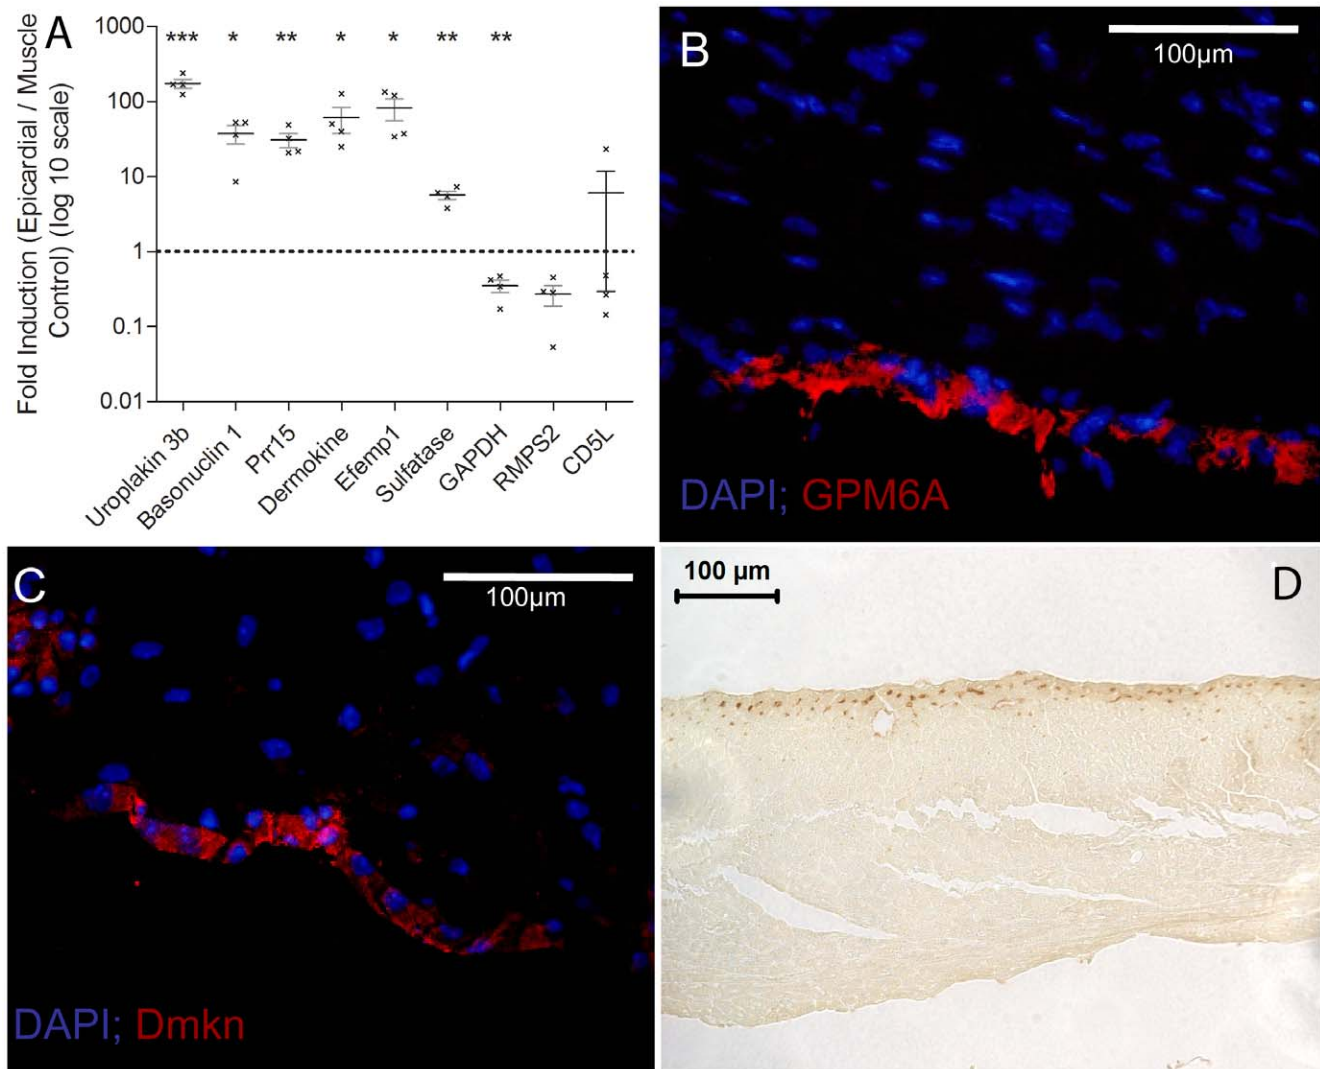 A
Fold Induction (Epicardial / Muscle
Control) (log 10 scale)
1000
100
10
1
0.1
0.01
*** * ** * * ** **
Uroplakin 3b
Basonuclin 1
Prr15
Dermokine
Efemp1
Sulfatase
GAPDH
RMPS2
CD5L
B
100µm
DAPI; GPM6A
C
100µm
DAPI; Dmkn
100 µm
D